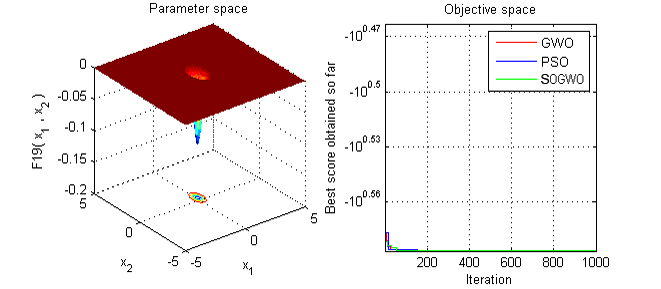 Parameter space
0
-0.05
-0.1
-0.15
-0.2
F19( x₁ , x₂ )
5
0
-5
x₂
-5
0
5
x₁
Objective space
-10^0.47
-10^0.5
-10^0.53
-10^0.56
Best score obtained so far
GWO
PSO
SOGWO
200 400 600 800 1000
Iteration